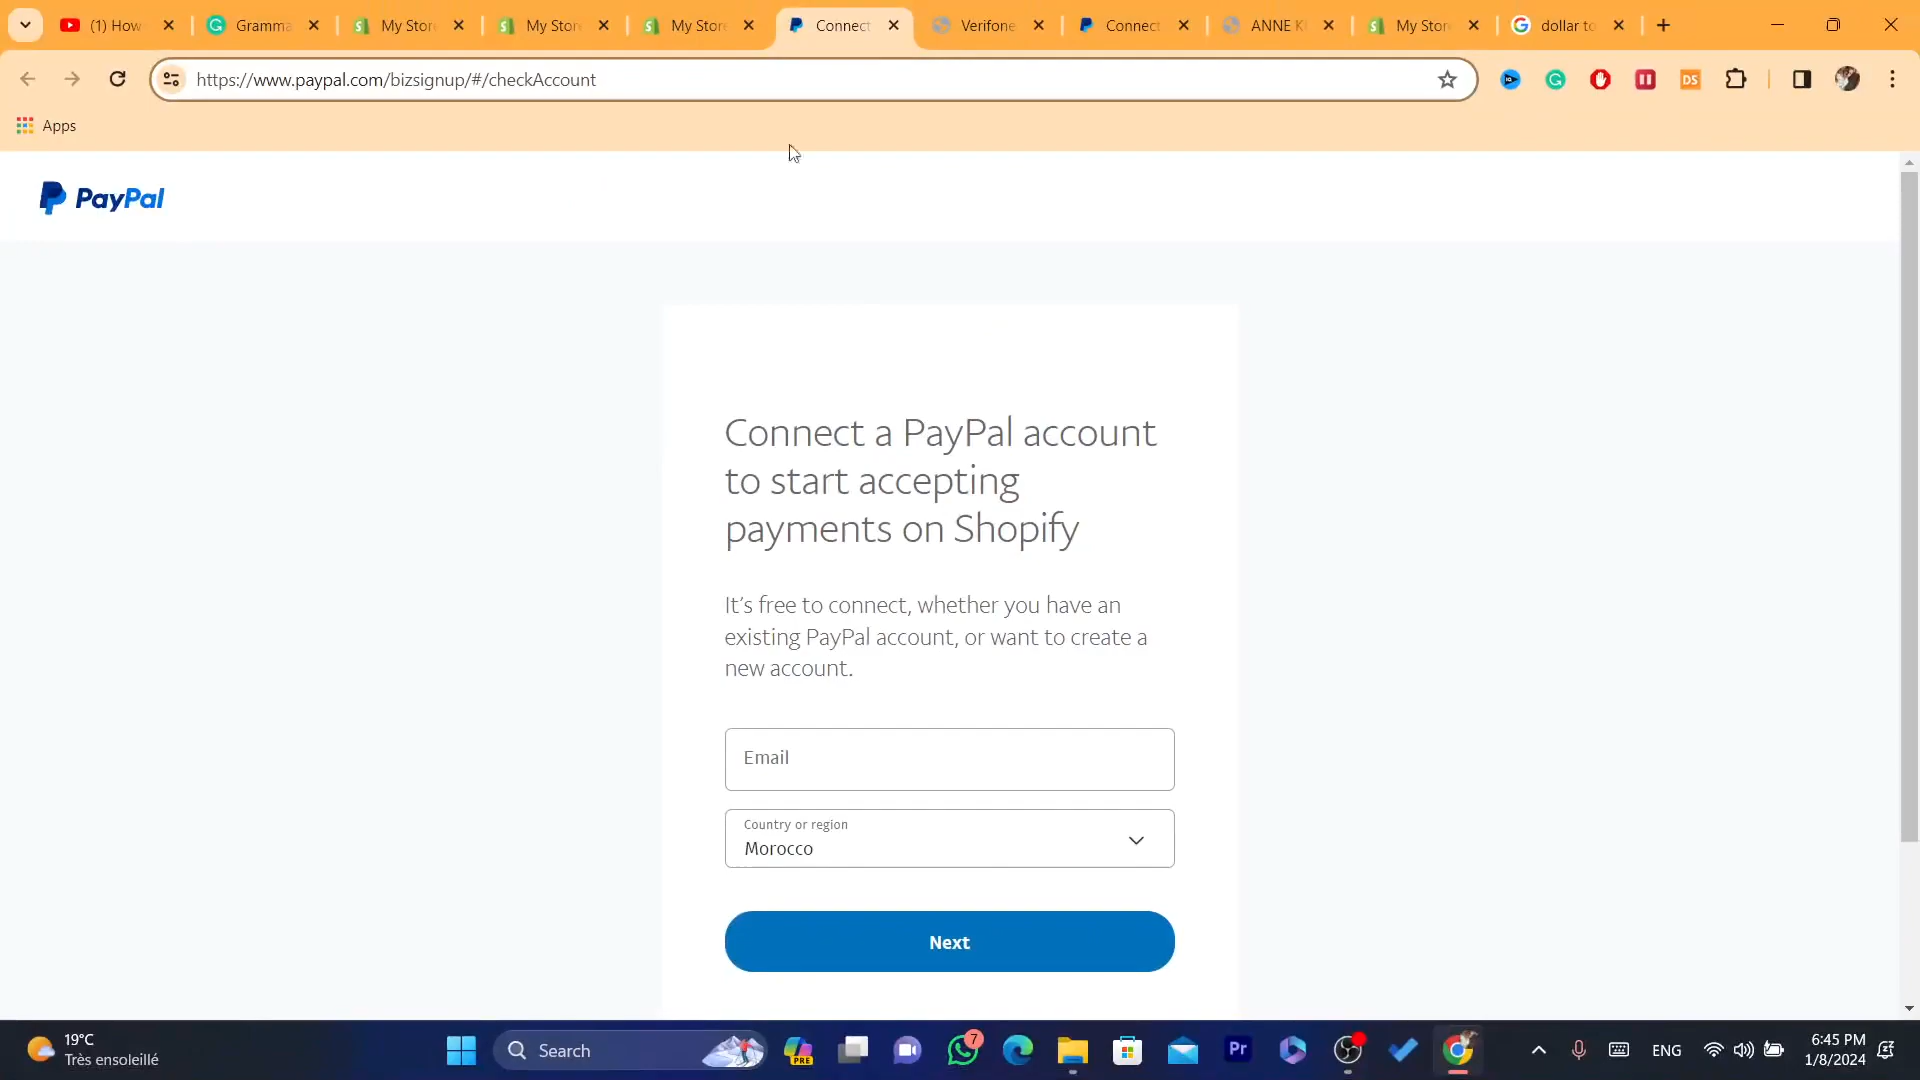 (1) How
Gramma
My Stor
My Stor
My Stor
Connect
Verifone
Connect
ANNE K
My Stor
dollar to
https://www.paypal.com/bizsignup/#/checkAccount
Apps
PayPal
Connect a PayPal account
to start accepting
payments on Shopify
It's free to connect, whether you have an
existing PayPal account, or want to create a
new account.
Email
Country or region
Morocco
Next
19°C
Très ensoleillé
Search
PRE
7
Pr
ENG
6:45 PM
1/8/2024